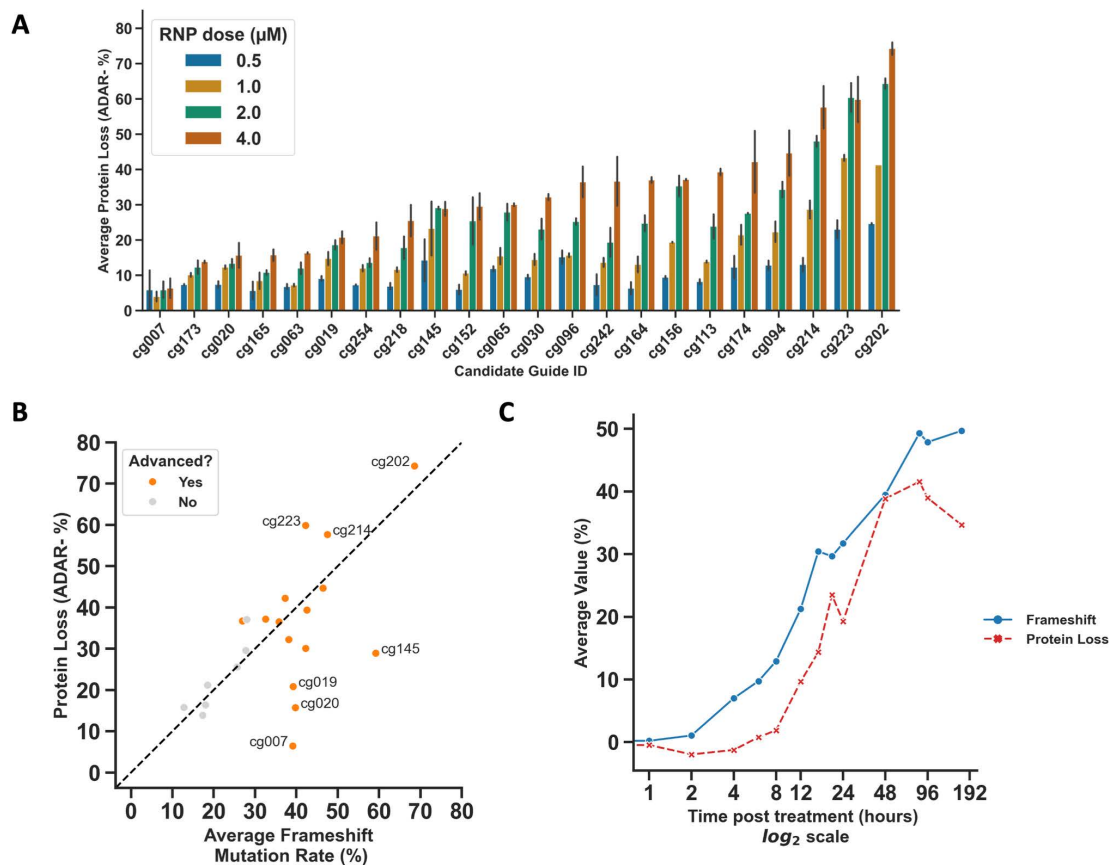 A
Average Protein Loss (ADAR- %)
80
70
60
50
40
30
20
10
0
RNP dose (μM)
0.5
1.0
2.0
4.0
cg007
cg173
cg020
cg165
cg063
cg019
cg254
cg218
cg145
cg152
cg065
cg030
cg096
cg242
cg164
cg156
cg113
cg174
cg094
cg214
cg223
cg202
Candidate Guide ID
B
Protein Loss (ADAR- %)
80
70
60
50
40
30
20
10
0
Advanced?
Yes
No
cg202
cg223
cg214
cg145
cg019
cg020
cg007
0 10 20 30 40 50 60 70 80
Average Frameshift
Mutation Rate (%)
C
Average Value (%)
50
40
30
20
10
0
Frameshift
Protein Loss
1 2 4 8 12 24 48 96 192
Time post treatment (hours)
log₂ scale